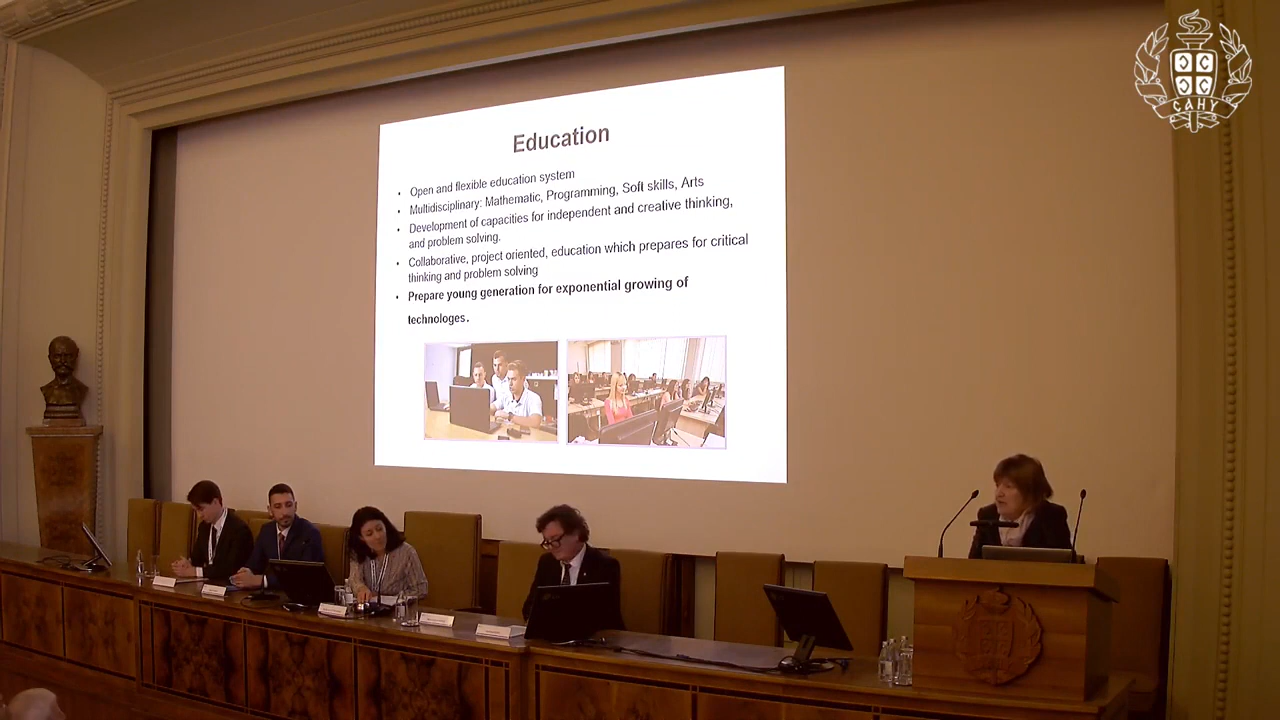 САНУ
Education
• Open and flexible education system
• Multidisciplinary: Mathematic, Programming, Soft skills, Arts
• Development of capacities for independent and creative thinking,
and problem solving.
• Collaborative, project oriented, education which prepares for critical
thinking and problem solving
• Prepare young generation for exponential growing of
technologes.